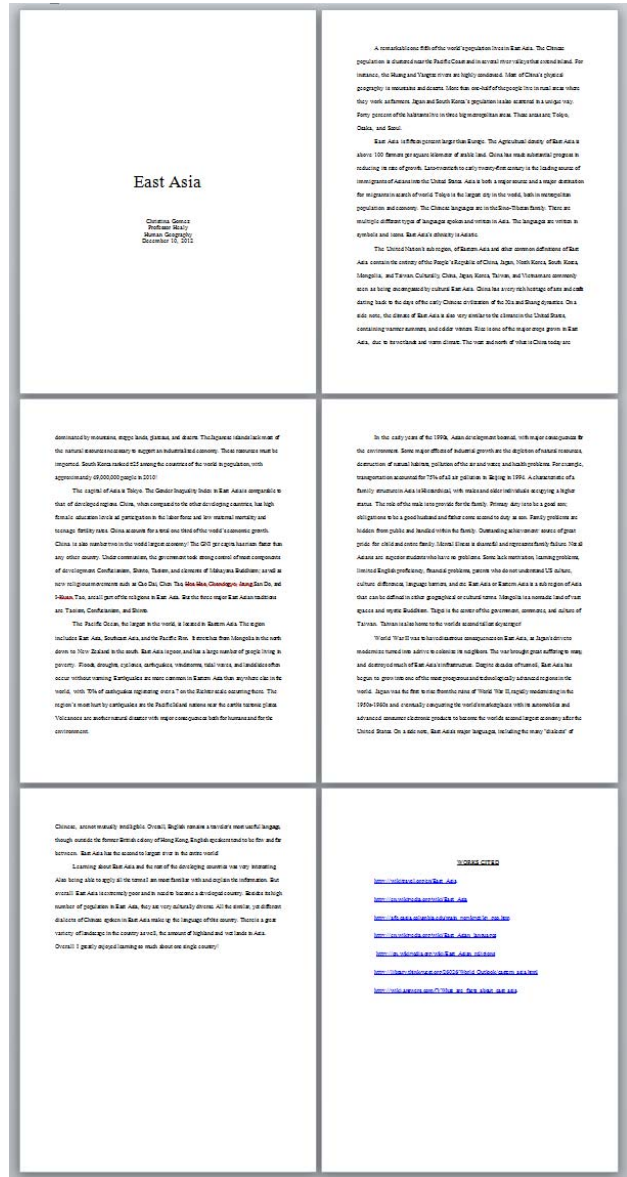 East Asia
Christina Gomez
Professor Healy
Human Geography
December 10, 2012
A remarkable one fifth of the world's population lives in East Asia. The Chinese
population is clustered near the Pacific Coast and in several river valleys that extend inland. For
instance, the Huang and Yangtze rivers are highly condensed. Most of China's physical
geography is mountains and deserts. More than one-half of the people live in rural areas where
they work as farmers. Japan and South Korea's population is also scattered in a unique way.
Forty percent of the habitants live in three big metropolitan areas. These areas are; Tokyo,
Osaka, and Seoul.
East Asia is fifteen percent larger than Europe. The Agricultural density of East Asia is
above 100 farmers per square kilometer of arable land. China has made substantial progress in
reducing its rate of growth. Late-twentieth to early twenty-first century is the leading source of
immigrants of Asians into the United States. Asia is both a major source and a major destination
for migrants in search of work. Tokyo is the largest city in the world, both in metropolitan
population and economy. The Chinese languages are in the Sino-Tibetan family. There are
multiple different types of languages spoken and written in Asia. The languages are written in
symbols and icons. East Asia's ethnicity is Asiatic.
The United Nation's subregion, of Eastern Asia and other common definitions of East
Asia contain the entirety of the People's Republic of China, Japan, North Korea, South Korea,
Mongolia, and Taiwan. Culturally, China, Japan, Korea, Taiwan, and Vietnam are commonly
seen as being encompassed by cultural East Asia. China has a very rich heritage of arts and craft
dating back to the days of the early Chinese civilization of the Xia and Shang dynasties. On a
side note, the climate of East Asia is also very similar to the climate in the United States,
containing warmer summers, and colder winters. Rice is one of the major crops grown in East
Asia, due to its wetlands and warm climate. The west and north of what is China today are
dominated by mountains, steppe lands, plateaus, and deserts. The Japanese islands lack most of
the natural resources necessary to support an industrialized economy. These resources must be
imported. South Korea ranked #25 among the countries of the world in population, with
approximately 49,000,000 people in 2010!
The capital of Asia is Tokyo. The Gender Inequality Index in East Asia is comparable to
that of developed regions. China, when compared to the other developing countries, has high
female education levels ad participation in the labor force and low maternal mortality and
teenage fertility rates. China accounts for a total one third of the world's economic growth.
China is also number two in the world largest economy! The GNI per capita has risen faster than
any other country. Under communism, the government took strong control of most components
of development. Confucianism, Shinto, Taoism, and elements of Mahayana Buddhism; as well as
new religious movements such as Cao Dai, Chen Tao, Hoa Hao, Chondogyo, Jeung San Do, and
I-Kuan Tao, are all part of the religions in East Asia. But the three major East Asian traditions
are: Taoism, Confucianism, and Shinto.
The Pacific Ocean, the largest in the world, is located in Eastern Asia. The region
includes East Asia, Southeast Asia, and the Pacific Rim. It stretches from Mongolia in the north
down to New Zealand in the south. East Asia is poor, and has a large number of people living in
poverty. Floods, droughts, cyclones, earthquakes, windstorms, tidal waves, and landslides often
occur without warning. Earthquakes are more common in Eastern Asia than anywhere else in the
world, with 70% of earthquakes registering over a 7 on the Richter scale occurring there. The
region's most hurt by earthquakes are the Pacific Island nations near the earth's tectonic plates.
Volcanoes are another natural disaster with major consequences both for humans and for the
environment.
In the early years of the 1990s, Asian development boomed, with major consequences for
the environment. Some major effects of industrial growth are the depletion of natural resources,
destruction of natural habitats, pollution of the air and water, and health problems. For example,
transportation accounted for 75% of all air pollution in Beijing in 1996. A characteristic of a
family structure in Asia is Hierarchical, with males and older individuals occupying a higher
status. The role of the male is to provide for the family. Primary duty is to be a good son;
obligations to be a good husband and father come second to duty as son. Family problems are
hidden from public and handled within the family. Outstanding achievement source of great
pride for child and entire family. Mental illness is shameful and represents family failure. Not all
Asians are superior students who have no problems. Some lack motivation, learning problems,
limited English proficiency, financial problems, parents who do not understand US culture,
culture differences, language barriers, and etc. East Asia or Eastern Asia is a sub region of Asia
that can be defined in either geographical or cultural terms. Mongolia is a nomadic land of vast
spaces and mystic Buddhism. Taipei is the center of the government, commerce, and culture of
Taiwan. Taiwan is also home to the world's second tallest skyscraper!
World War II was to have disastrous consequences on East Asia, as Japan's drive to
modernize turned into a drive to colonize its neighbors. The war brought great suffering to many
and destroyed much of East Asia's infrastructure. Despite decades of turmoil, East Asia has
begun to grow into one of the most prosperous and technologically advanced regions in the
world. Japan was the first to rise from the ruins of World War II, rapidly modernizing in the
1950s-1960s and eventually conquering the world's marketplace with its automobiles and
advanced consumer electronic products to become the world's second largest economy after the
United States. On a side note, East Asia's major languages, including the many "dialects" of
Chinese, are not mutually intelligible. Overall, English remains a traveler's most useful language,
though outside the former British colony of Hong Kong, English speakers tend to be few and far
between. East Asia has the second to largest river in the entire world!
Learning about East Asia and the rest of the developing countries was very interesting.
Also being able to apply all the terms I am more familiar with and explain the information. But
overall East Asia is extremely poor and in need to become a developed country. Besides its high
number of population in East Asia, they are very culturally diverse. All the similar, yet different
dialects of Chinese spoken in East Asia make up the language of this country. There is a great
variety of landscape in the country as well, the amount of highland and wet lands in Asia.
Overall I greatly enjoyed learning so much about one single country!
WORKS CITED
http://wikitravel.org/en/East_Asia
http://en.wikipedia.org/wiki/East_Asia
http://en.wikipedia.org/wiki/East_Asian_languages